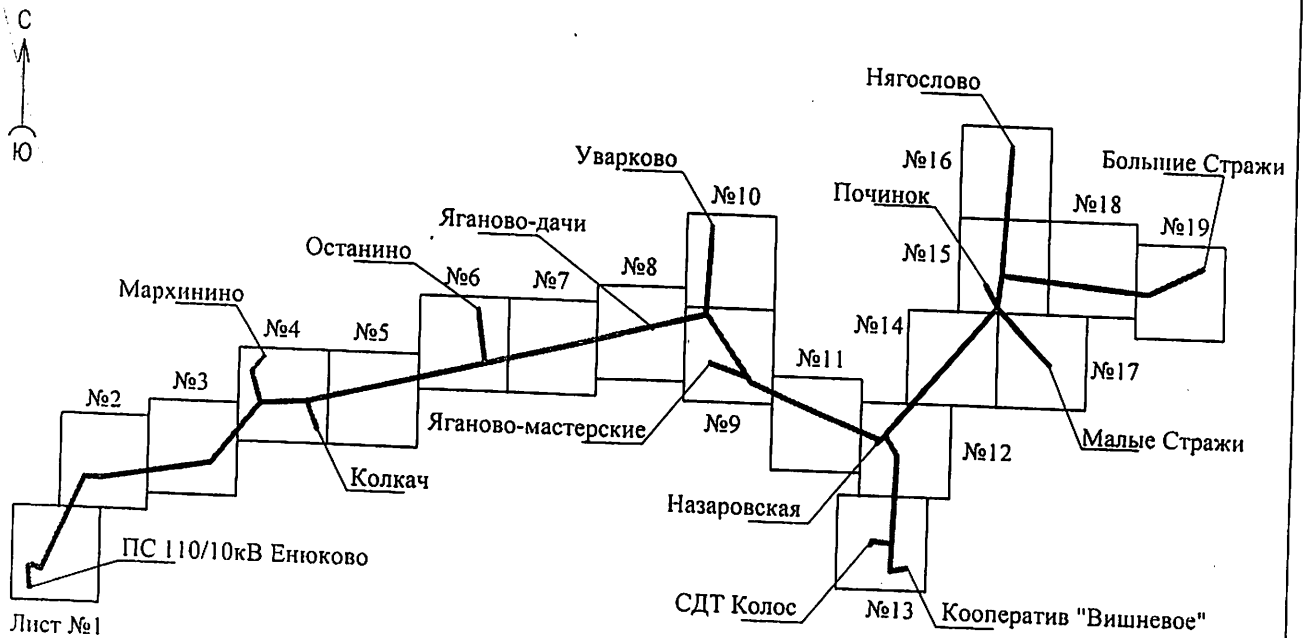 С
Ю
Нягослово
№16
Большие Стражи
Уварково
Починок
№10
№18
№19
Яганово-дачи
№15
Останино
№6
№7
№8
Мархинино
№4
№5
№14
№11
№17
№2
№3
Яганово-мастерские
№9
Малые Стражи
№12
Колкач
Назаровская
ПС 110/10кВ Енюково
СДТ Колос
№13
Кооператив "Вишневое"
Лист №1